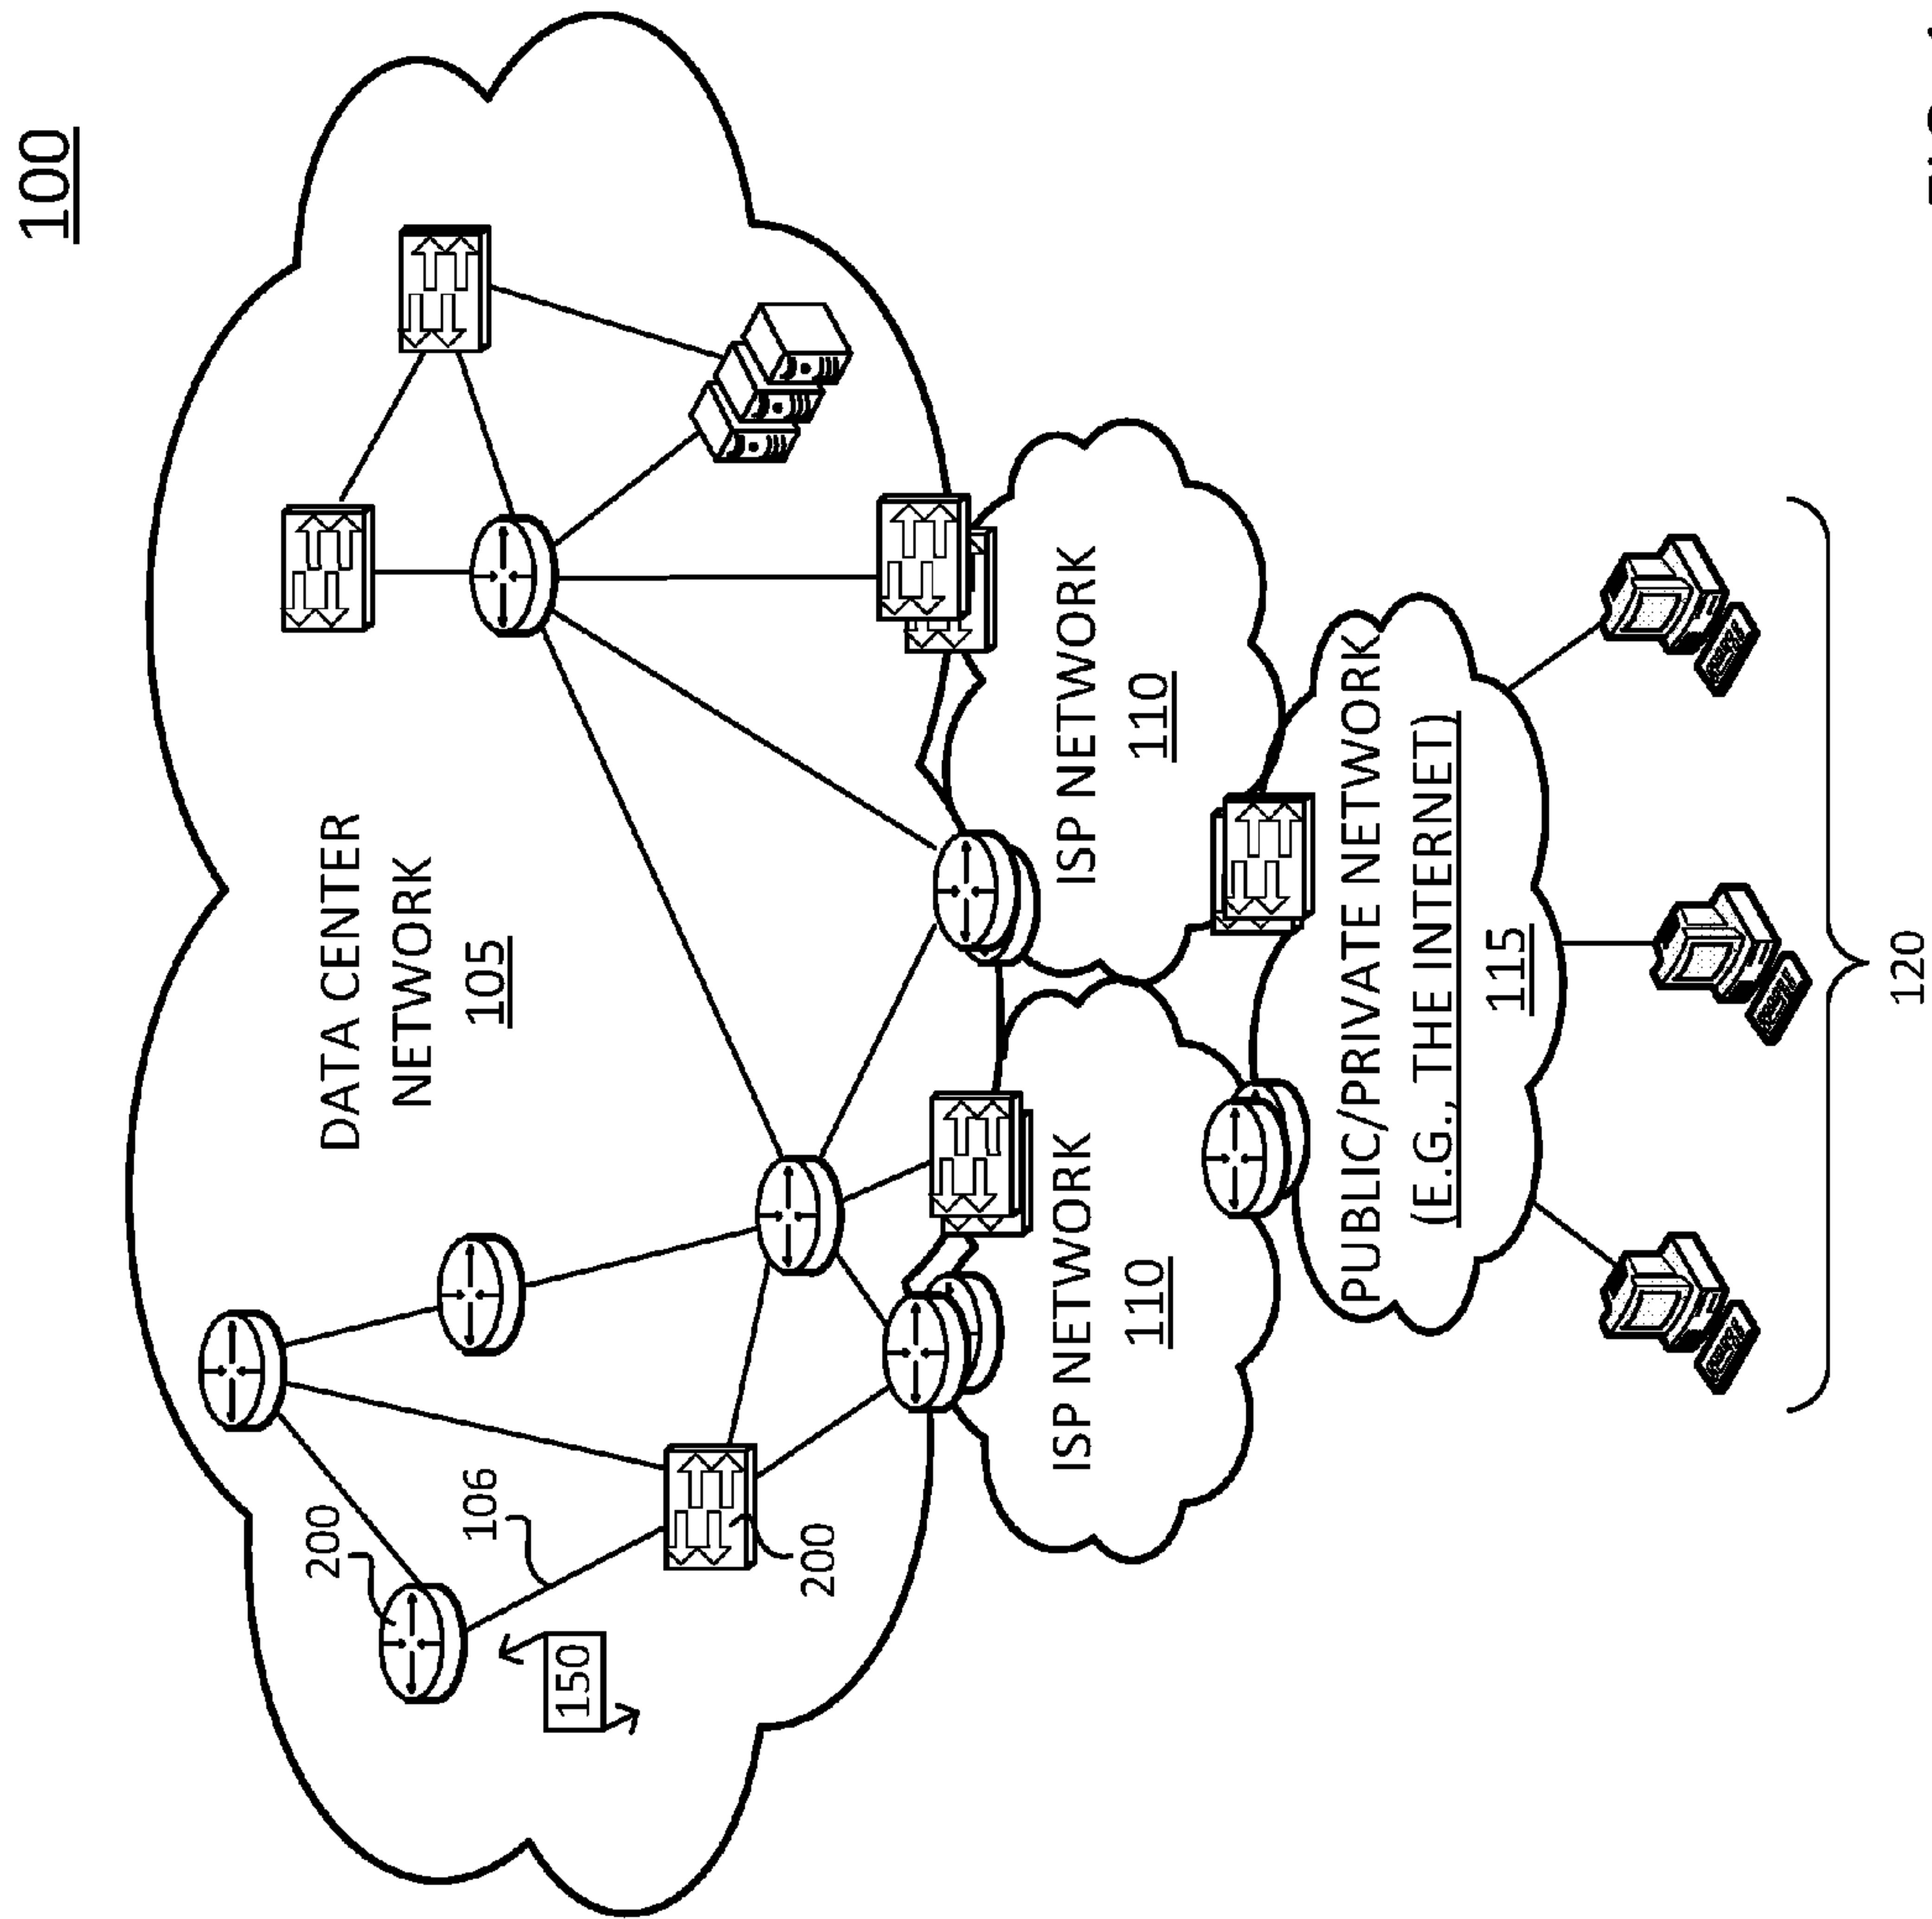 100
DATA CENTER
NETWORK
105
200
106
150
200
ISP NETWORK
110
ISP NETWORK
110
PUBLIC/PRIVATE NETWORK
(E.G., THE INTERNET)
115
120